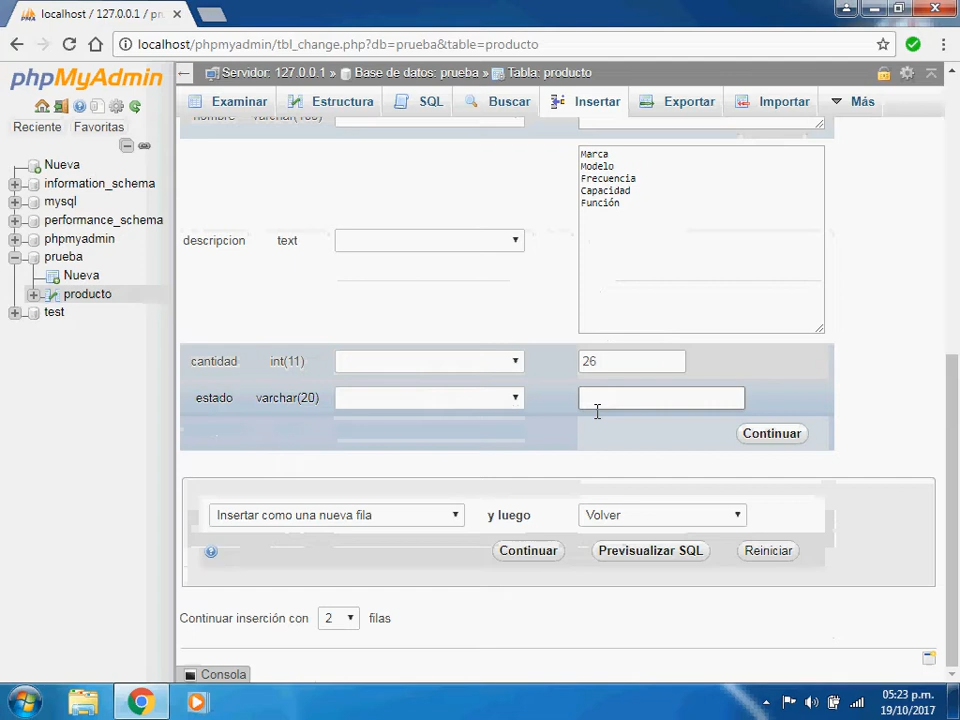 localhost / 127.0.0.1 / pr
localhost/phpmyadmin/tbl_change.php?db=prueba&table=producto
phpMyAdmin
Reciente Favoritas
Nueva
information_schema
mysql
performance_schema
phpmyadmin
prueba
Nueva
producto
test
Servidor: 127.0.0.1 » Base de datos: prueba » Tabla: producto
Examinar Estructura SQL Buscar Insertar Exportar Importar Más
nombre
Marca
Modelo
Frecuencia
Capacidad
Función
descripcion text
cantidad int(11) 26
estado varchar(20)
Continuar
Insertar como una nueva fila y luego Volver
Continuar Previsualizar SQL Reiniciar
Continuar inserción con 2 filas
Consola
05:23 p.m.
19/10/2017